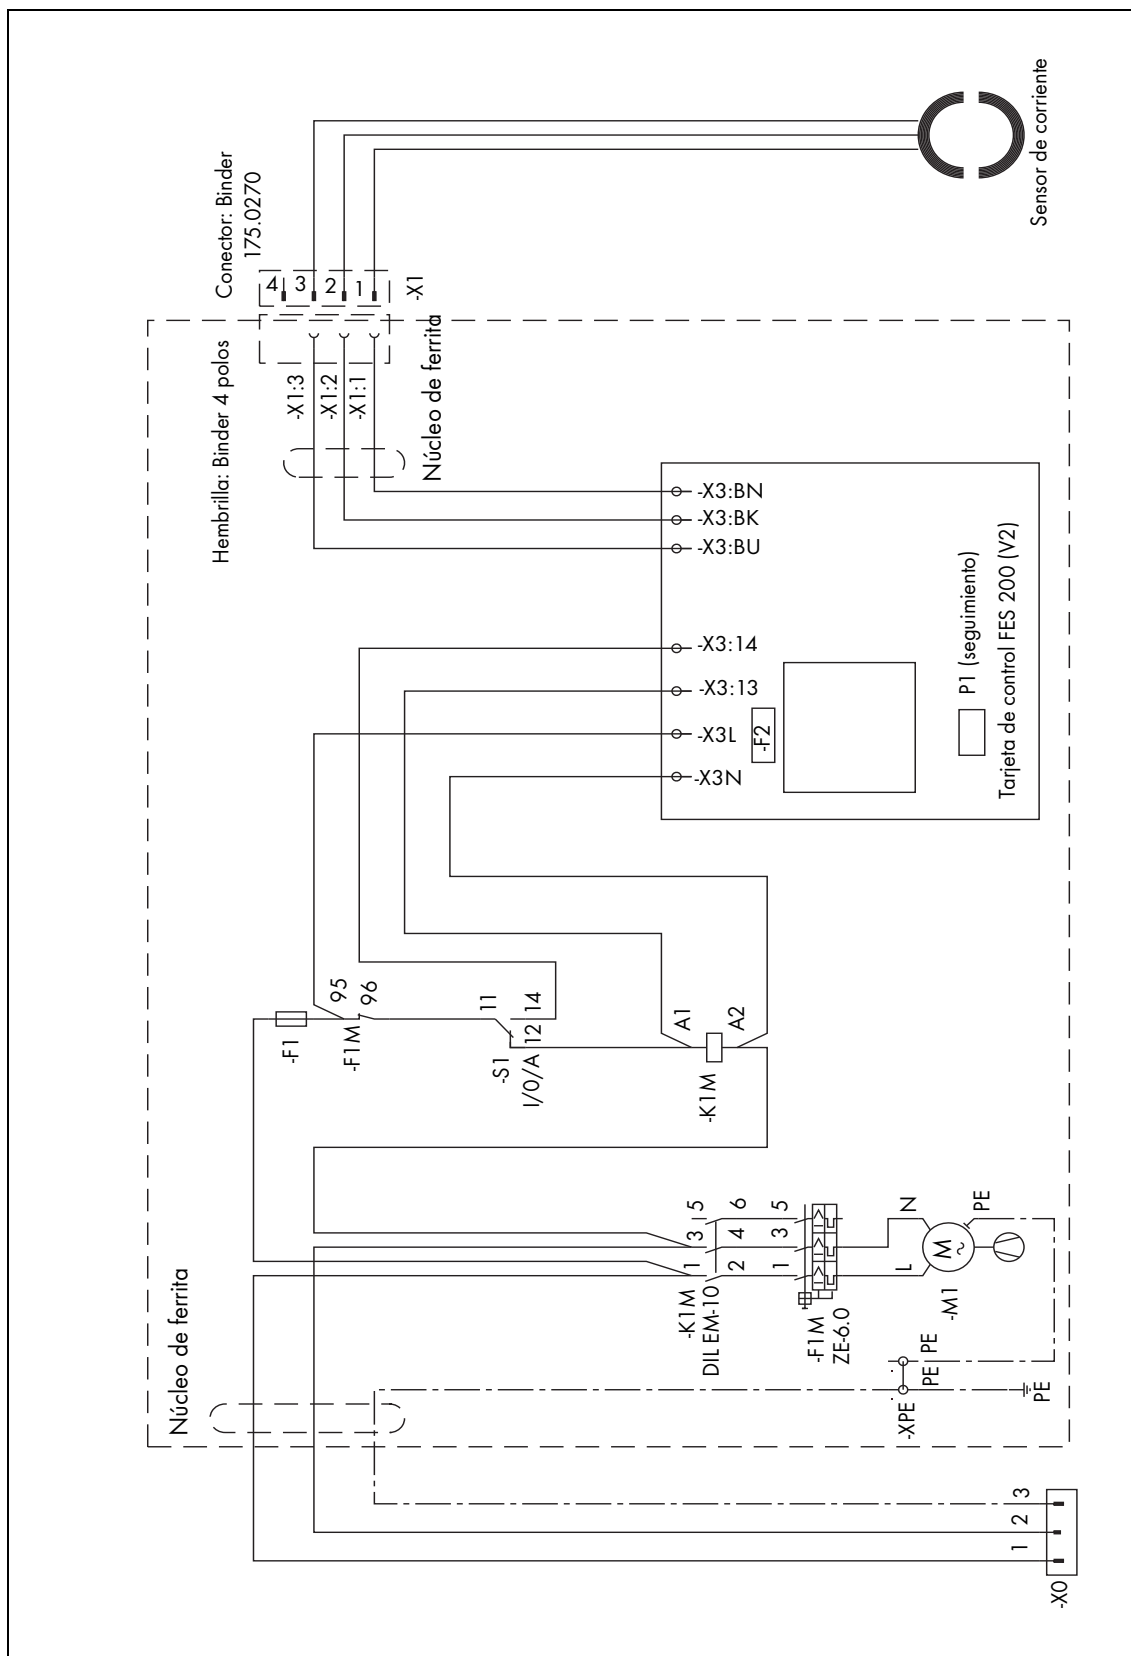 Núcleo de ferrita
-X0
1
2
3
-XPE
PE
PE
PE
-K1M
DIL EM-10
1
3
5
2
4
6
-F1M
ZE-6.0
1
3
5
L
N
-M1
M
~
PE
-F1
-F1M
95
96
-S1
I/0/A
11
12
14
-K1M
A1
A2
Hembrilla: Binder 4 polos
Conector: Binder
175.0270
-X1:3
-X1:2
-X1:1
4
3
2
1
-X1
Núcleo de ferrita
-X3:BN
-X3:BK
-X3:BU
-X3:14
-X3:13
-X3L
-X3N
-F2
P1 (seguimiento)
Tarjeta de control FES 200 (V2)
Sensor de corriente